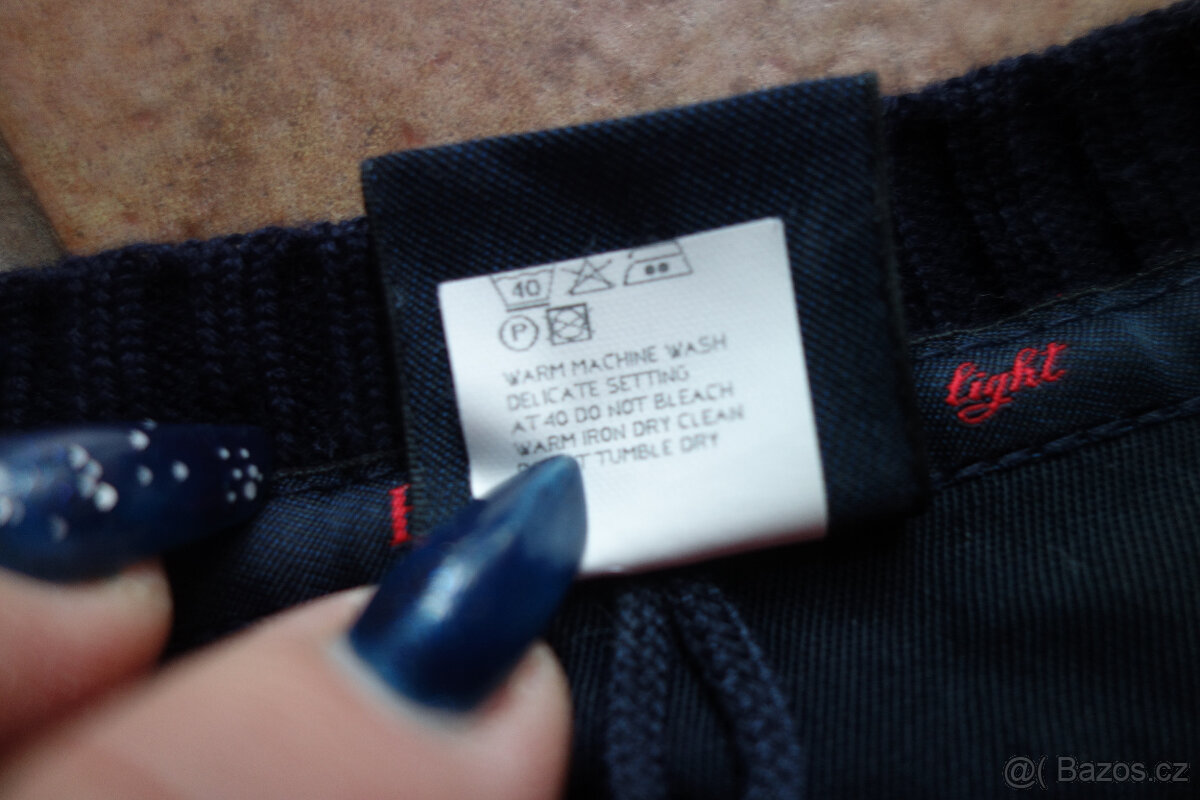 40
P
WARM MACHINE WASH
DELICATE SETTING
AT 40 DO NOT BLEACH
WARM IRON DRY CLEAN
TUMBLE DRY
light
@( Bazos.cz